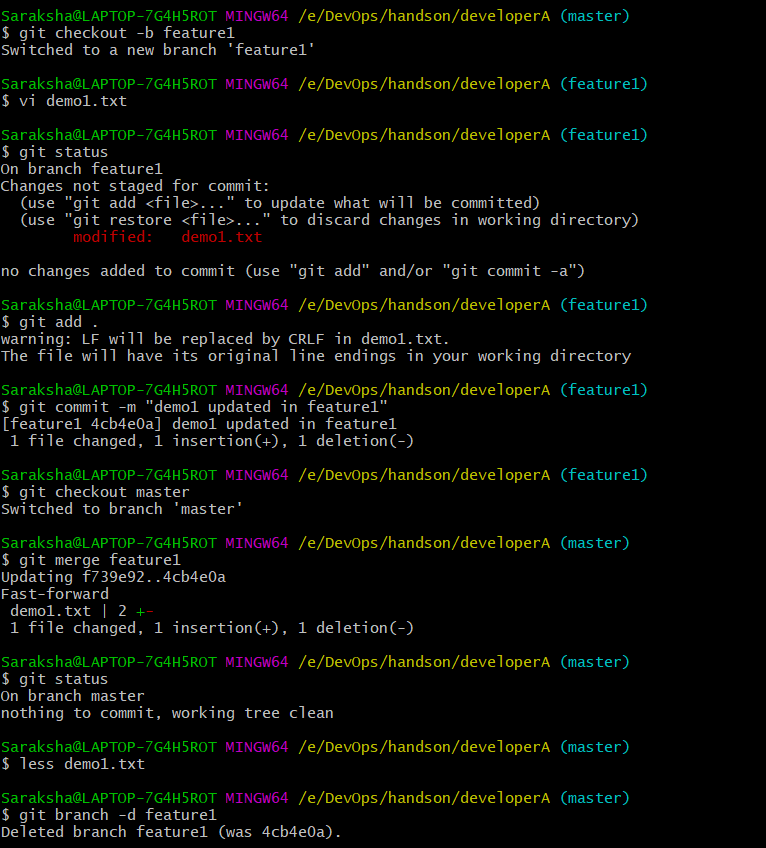 Saraksha@LAPTOP-7G4H5ROT MINGW64 /e/DevOps/handson/developerA (master)
$ git checkout -b feature1
Switched to a new branch 'feature1'

Saraksha@LAPTOP-7G4H5ROT MINGW64 /e/DevOps/handson/developerA (feature1)
$ vi demo1.txt

Saraksha@LAPTOP-7G4H5ROT MINGW64 /e/DevOps/handson/developerA (feature1)
$ git status
On branch feature1
Changes not staged for commit:
  (use "git add <file>..." to update what will be committed)
  (use "git restore <file>..." to discard changes in working directory)
        modified:   demo1.txt

no changes added to commit (use "git add" and/or "git commit -a")

Saraksha@LAPTOP-7G4H5ROT MINGW64 /e/DevOps/handson/developerA (feature1)
$ git add .
warning: LF will be replaced by CRLF in demo1.txt.
The file will have its original line endings in your working directory

Saraksha@LAPTOP-7G4H5ROT MINGW64 /e/DevOps/handson/developerA (feature1)
$ git commit -m "demo1 updated in feature1"
[feature1 4cb4e0a] demo1 updated in feature1
 1 file changed, 1 insertion(+), 1 deletion(-)

Saraksha@LAPTOP-7G4H5ROT MINGW64 /e/DevOps/handson/developerA (feature1)
$ git checkout master
Switched to branch 'master'

Saraksha@LAPTOP-7G4H5ROT MINGW64 /e/DevOps/handson/developerA (master)
$ git merge feature1
Updating f739e92..4cb4e0a
Fast-forward
 demo1.txt | 2 +-
 1 file changed, 1 insertion(+), 1 deletion(-)

Saraksha@LAPTOP-7G4H5ROT MINGW64 /e/DevOps/handson/developerA (master)
$ git status
On branch master
nothing to commit, working tree clean

Saraksha@LAPTOP-7G4H5ROT MINGW64 /e/DevOps/handson/developerA (master)
$ less demo1.txt

Saraksha@LAPTOP-7G4H5ROT MINGW64 /e/DevOps/handson/developerA (master)
$ git branch -d feature1
Deleted branch feature1 (was 4cb4e0a).